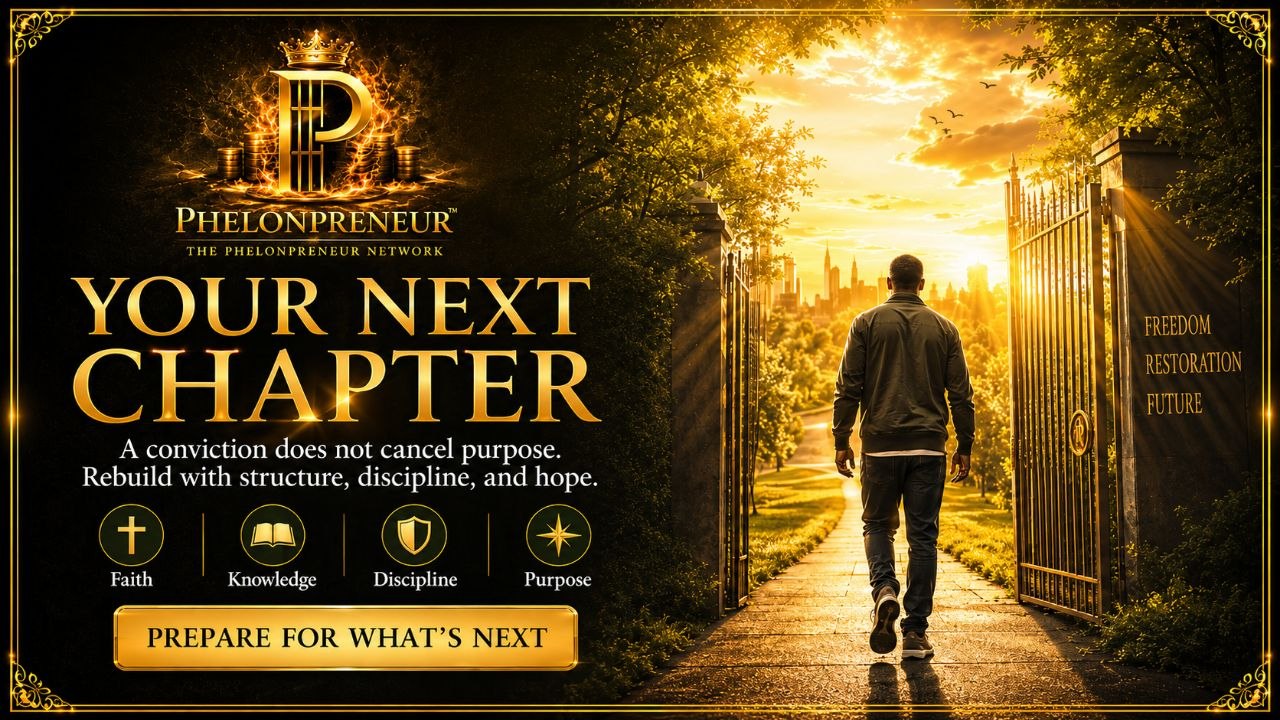 PHELONPRENEUR™
THE PHELONPRENEUR NETWORK
YOUR NEXT
CHAPTER
A conviction does not cancel purpose.
Rebuild with structure, discipline, and hope.
Faith
Knowledge
Discipline
Purpose
PREPARE FOR WHAT'S NEXT
FREEDOM
RESTORATION
FUTURE